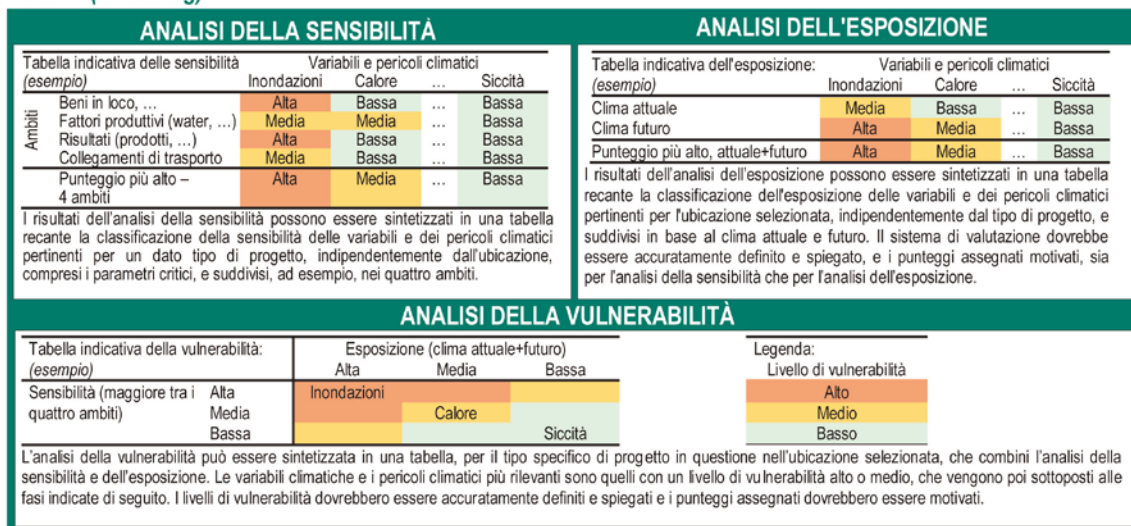 ANALISI DELLA SENSIBILITÀ
Tabella indicativa delle sensibilità Variabili e pericoli climatici
(esempio) Inondazioni Calore ... Siccità
Ambiti
Beni in loco, ... Alta Bassa ... Bassa
Fattori produttivi (water, ...) Media Media ... Bassa
Risultati (prodotti, ...) Alta Bassa ... Bassa
Collegamenti di trasporto Media Bassa ... Bassa
Punteggio più alto – Alta Media ... Bassa
4 ambiti
I risultati dell'analisi della sensibilità possono essere sintetizzati in una tabella
recante la classificazione della sensibilità delle variabili e dei pericoli climatici
pertinenti per un dato tipo di progetto, indipendentemente dall'ubicazione,
compresi i parametri critici, e suddivisi, ad esempio, nei quattro ambiti.
ANALISI DELL'ESPOSIZIONE
Tabella indicativa dell'esposizione: Variabili e pericoli climatici
(esempio) Inondazioni Calore ... Siccità
Clima attuale Media Bassa ... Bassa
Clima futuro Alta Media ... Bassa
Punteggio più alto, attuale+futuro Alta Media ... Bassa
I risultati dell'analisi dell'esposizione possono essere sintetizzati in una tabella
recante la classificazione dell'esposizione delle variabili e dei pericoli climatici
pertinenti per l'ubicazione selezionata, indipendentemente dal tipo di progetto, e
suddivisi in base al clima attuale e futuro. Il sistema di valutazione dovrebbe
essere accuratamente definito e spiegato, e i punteggi assegnati motivati, sia
per l'analisi della sensibilità che per l'analisi dell'esposizione.
ANALISI DELLA VULNERABILITÀ
Tabella indicativa della vulnerabilità: Esposizione (clima attuale+futuro)
(esempio) Alta Media Bassa
Sensibilità (maggiore tra i Alta Inondazioni
quattro ambiti) Media Calore
Bassa Siccità
Legenda:
Livello di vulnerabilità
Alto
Medio
Basso
L'analisi della vulnerabilità può essere sintetizzata in una tabella, per il tipo specifico di progetto in questione nell'ubicazione selezionata, che combini l'analisi della
sensibilità e dell'esposizione. Le variabili climatiche e i pericoli climatici più rilevanti sono quelli con un livello di vulnerabilità alto o medio, che vengono poi sottoposti alle
fasi indicate di seguito. I livelli di vulnerabilità dovrebbero essere accuratamente definiti e spiegati e i punteggi assegnati dovrebbero essere motivati.